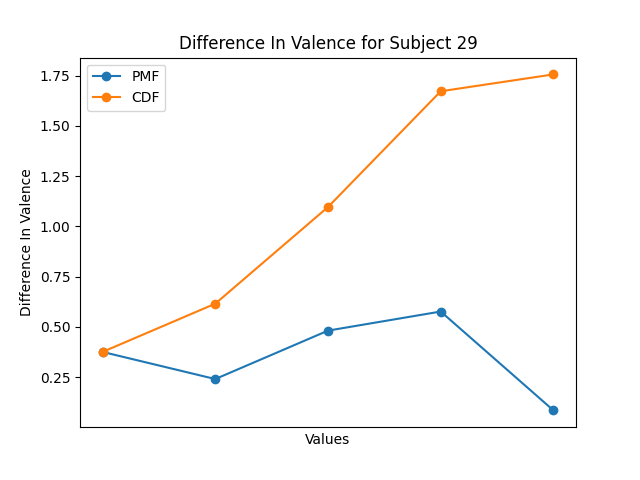 Difference In Valence for Subject 29
PMF
CDF
1.75
1.50
1.25
1.00
0.75
0.50
0.25
Difference In Valence
Values